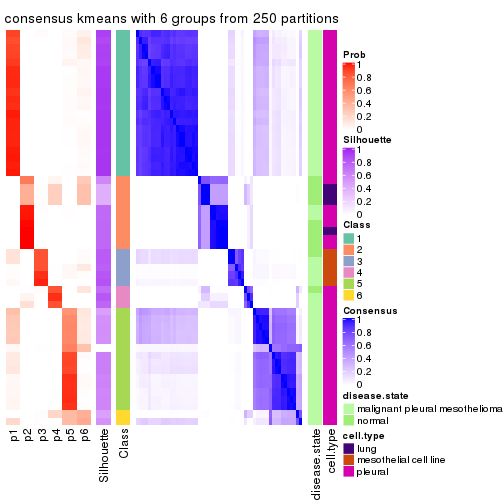 consensus kmeans with 6 groups from 250 partitions
Prob
1
0.8
0.6
0.4
0.2
0
Silhouette
1
0.8
0.6
0.4
0.2
0
Class
1
2
3
4
5
6
Consensus
1
0.8
0.6
0.4
0.2
0
disease.state
malignant pleural mesothelioma
normal
cell.type
lung
mesothelial cell line
pleural
p1
p2
p3
p4
p5
p6
Silhouette
Class
disease.state
cell.type